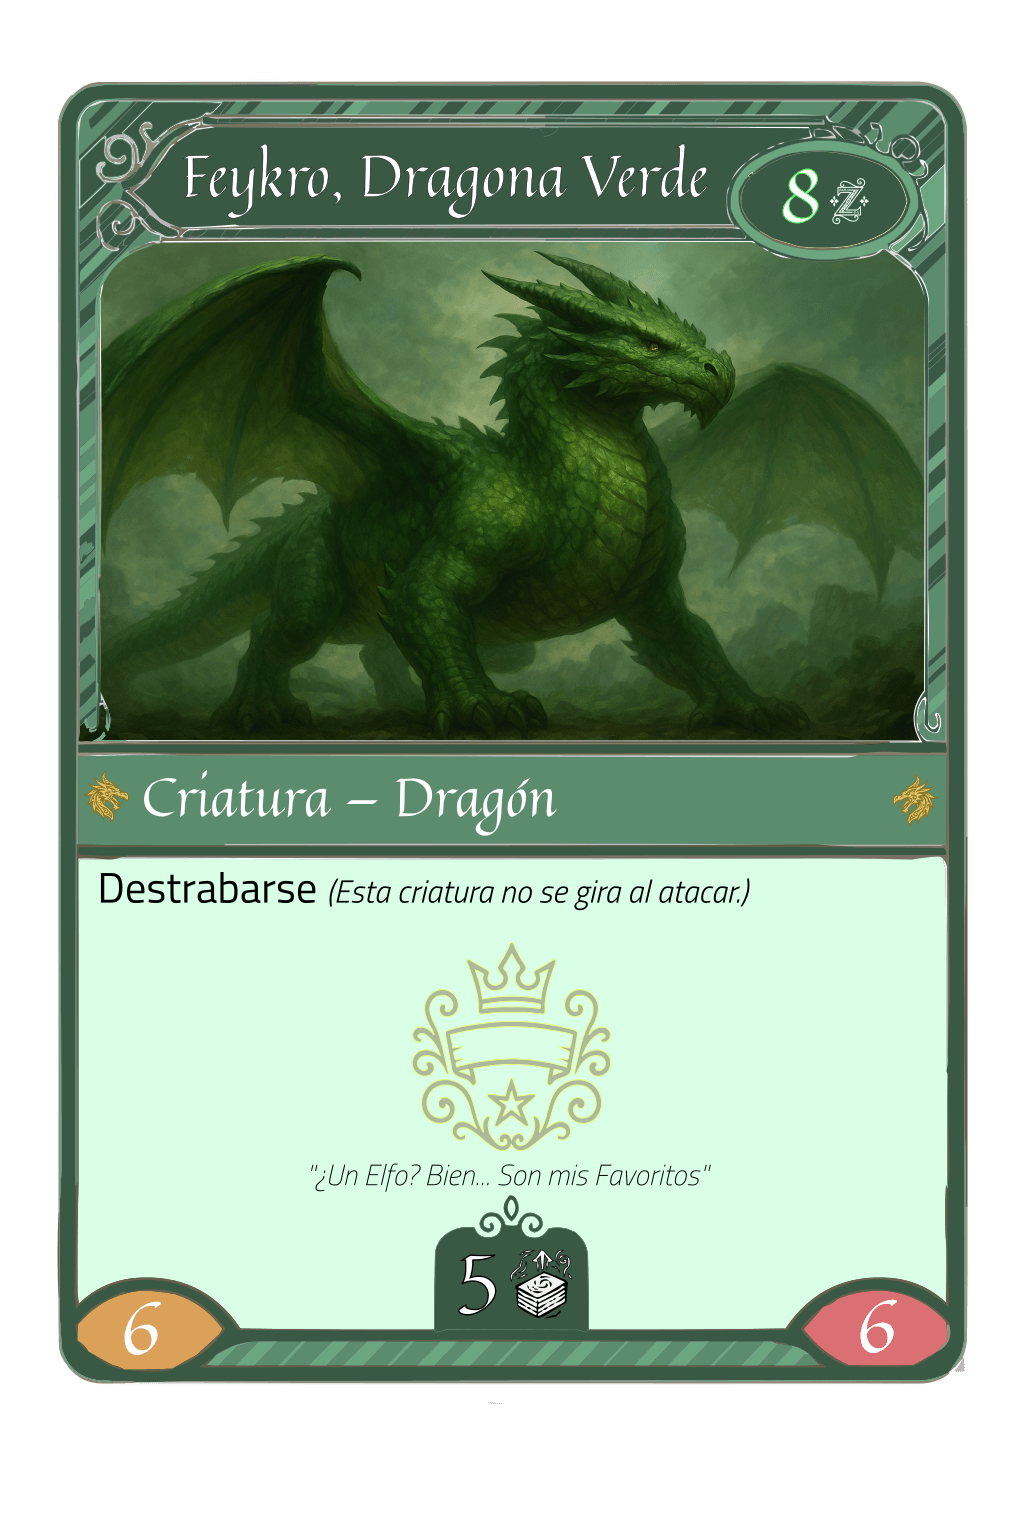 Feykro, Dragona Verde
8 Z
Criatura – Dragón
Destrabarse (Esta criatura no se gira al atacar.)
"¿Un Elfo? Bien... Son mis Favoritos"
5
6
6